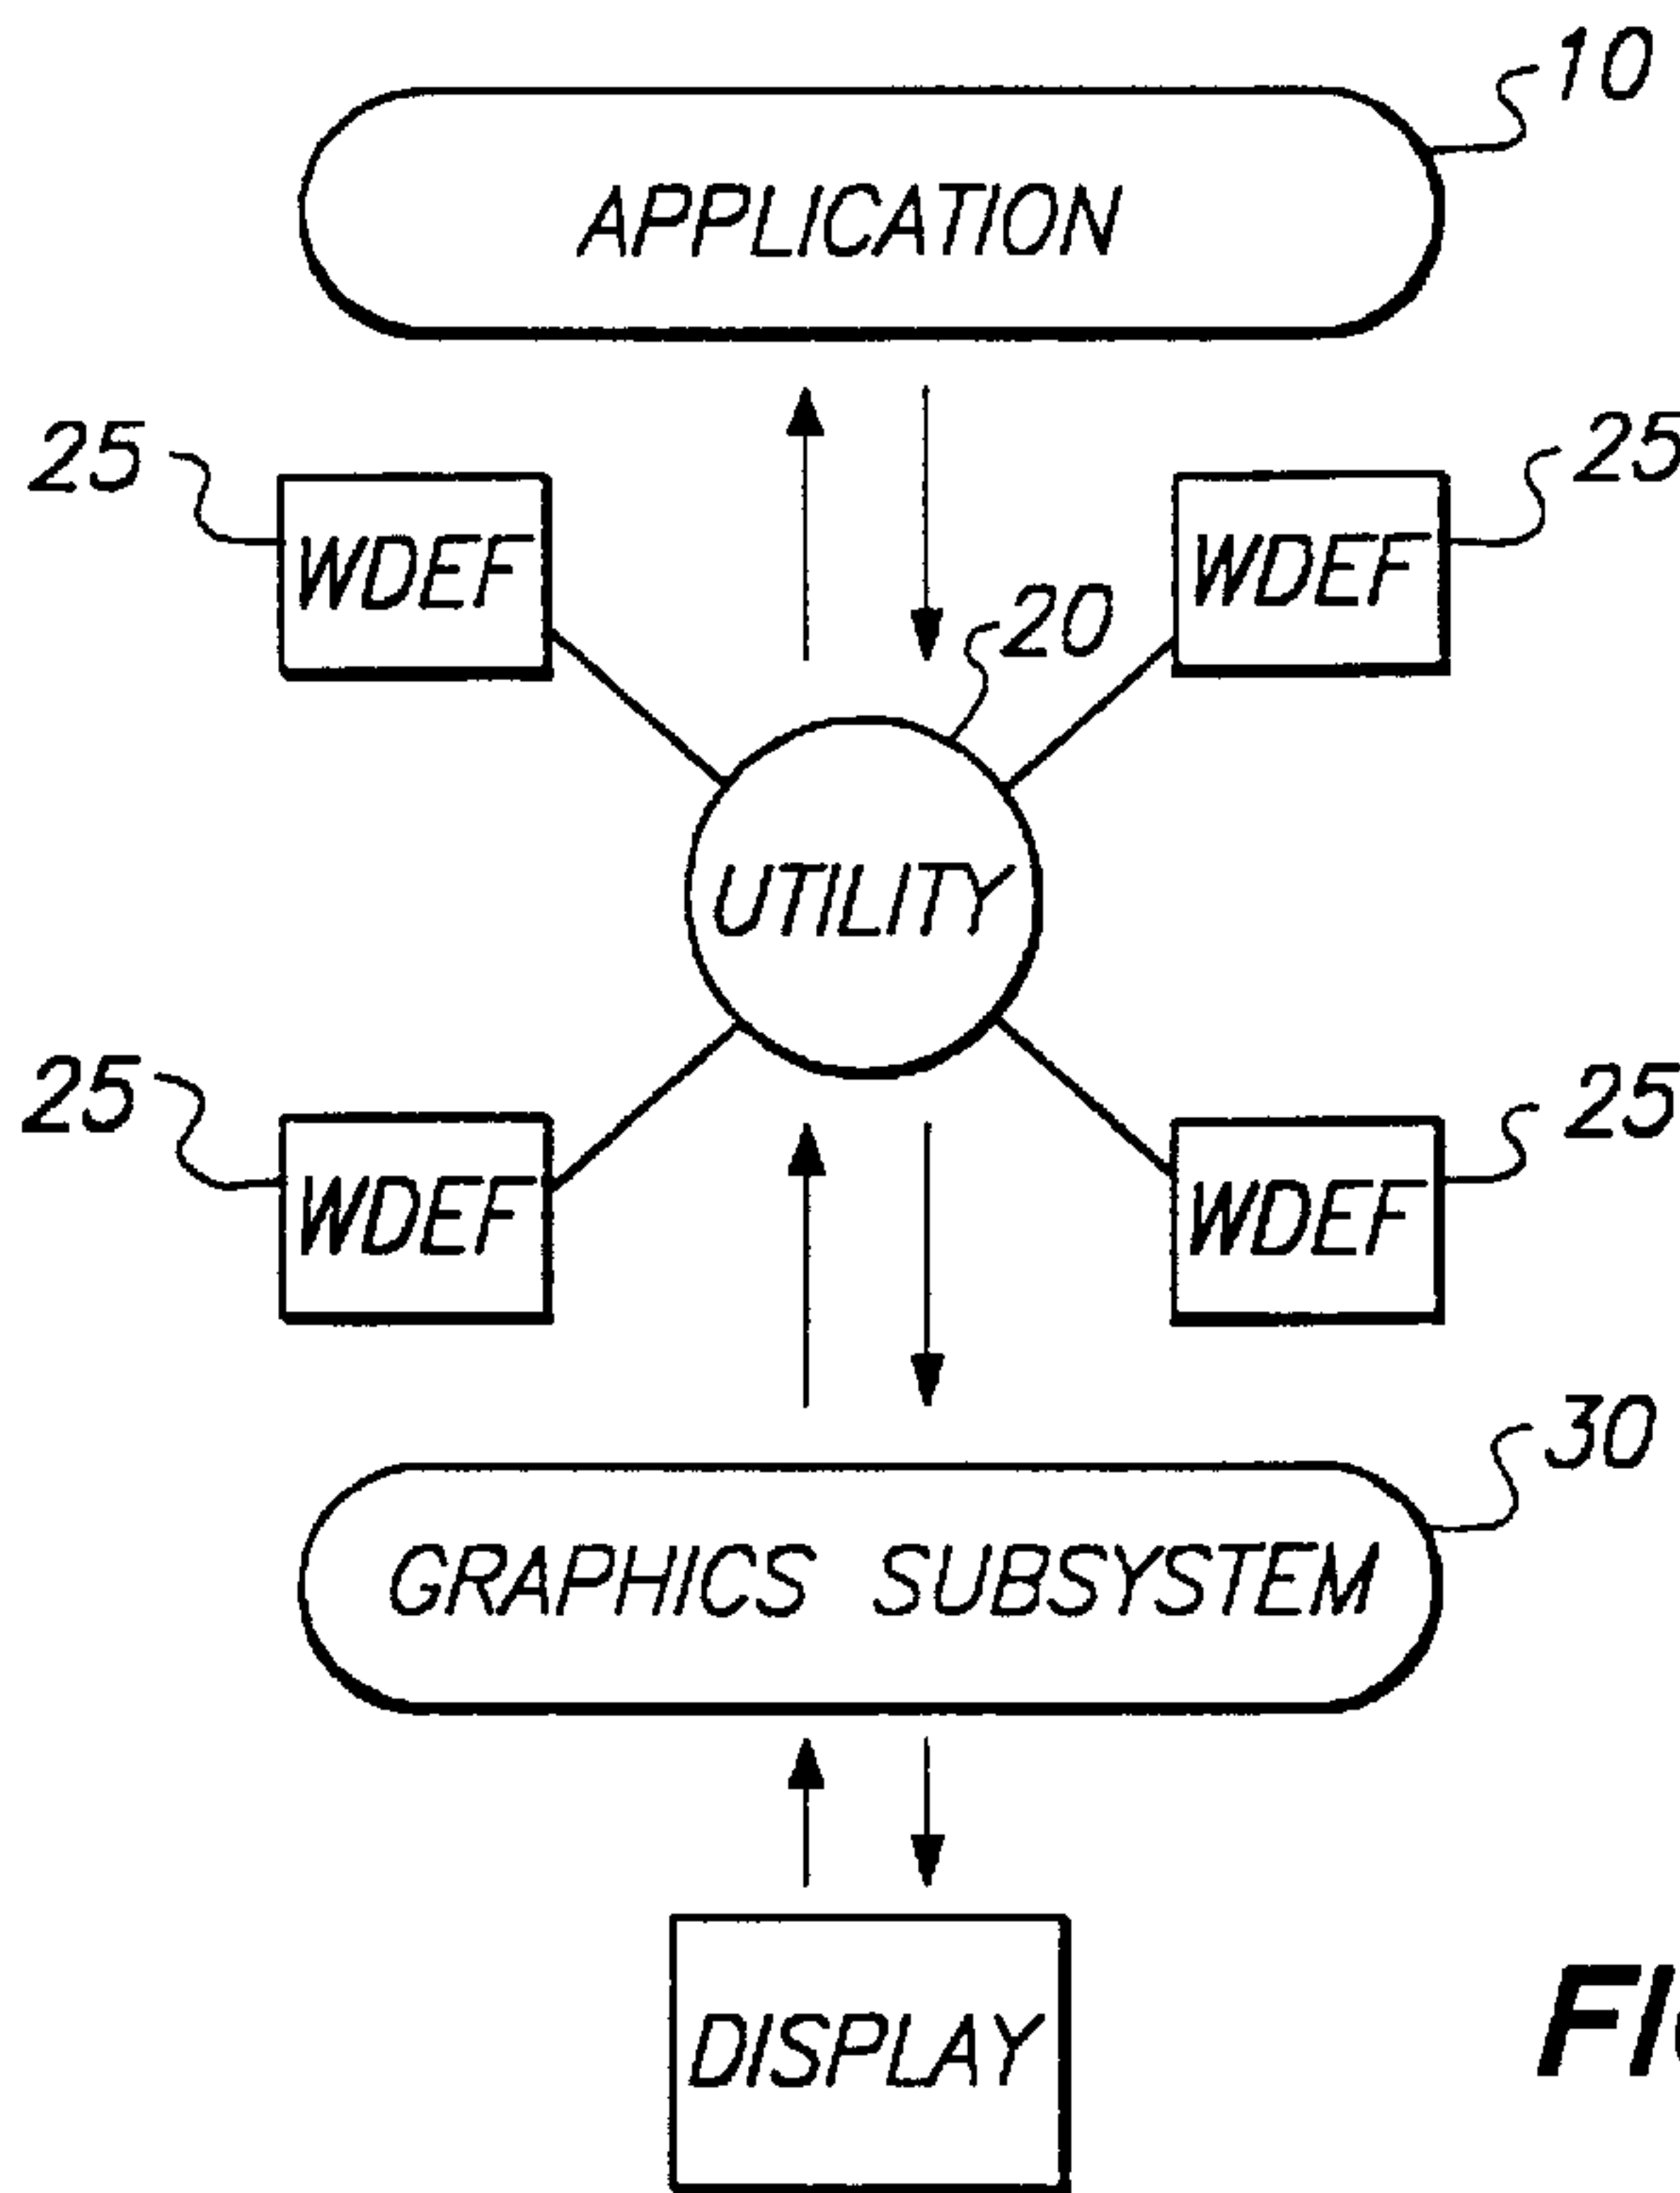 10
APPLICATION
25
25
WDEF
WDEF
20
UTILITY
25
25
WDEF
WDEF
30
GRAPHICS SUBSYSTEM
DISPLAY